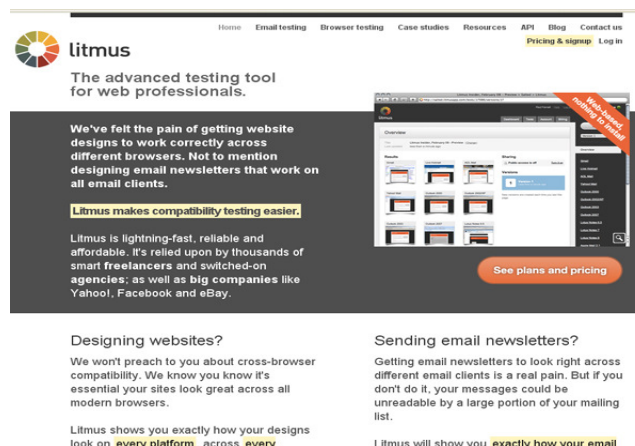 Home Email testing Browser testing Case studies Resources API Blog Contact us
Pricing & signup Log in
litmus
The advanced testing tool
for web professionals.
We've felt the pain of getting website
designs to work correctly across
different browsers. Not to mention
designing email newsletters that work on
all email clients.
Litmus makes compatibility testing easier.
Litmus is lightning-fast, reliable and
affordable. It's relied upon by thousands of
smart freelancers and switched-on
agencies; as well as big companies like
Yahoo!, Facebook and eBay.
Web-based,
nothing to install
Overview
Results
Sharing
Versions
See plans and pricing
Designing websites?
We won't preach to you about cross-browser
compatibility. We know you know it's
essential your sites look great across all
modern browsers.
Litmus shows you exactly how your designs
look on every platform, across every
Sending email newsletters?
Getting email newsletters to look right across
different email clients is a real pain. But if you
don't do it, your messages could be
unreadable by a large portion of your mailing
list.
Litmus will show you exactly how your email